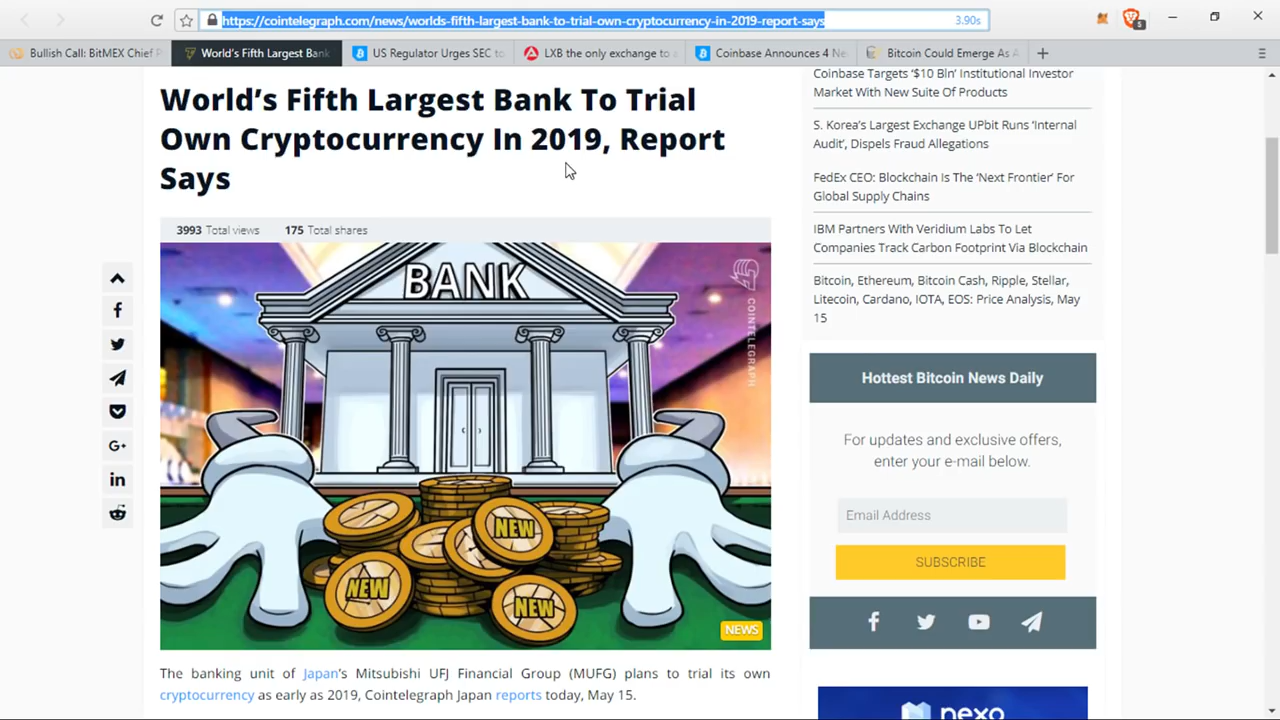 https://cointelegraph.com/news/worlds-fifth-largest-bank-to-trial-own-cryptocurrency-in-2019-report-says
3.90s
5
Bullish Call: BitMEX Chief
World's Fifth Largest Bank
US Regulator Urges SEC to
LXB the only exchange to a
Coinbase Announces 4 Ne
Bitcoin Could Emerge As A
World's Fifth Largest Bank To Trial
Own Cryptocurrency In 2019, Report
Says
3993 Total views 175 Total shares
BANK
COINTELEGRAPH
NEW
NEW
NEW
NEWS
The banking unit of Japan's Mitsubishi UFJ Financial Group (MUFG) plans to trial its own
cryptocurrency as early as 2019, Cointelegraph Japan reports today, May 15.
Coinbase Targets '$10 Bln' Institutional Investor
Market With New Suite Of Products
S. Korea's Largest Exchange UPbit Runs 'Internal
Audit', Dispels Fraud Allegations
FedEx CEO: Blockchain Is The 'Next Frontier' For
Global Supply Chains
IBM Partners With Veridium Labs To Let
Companies Track Carbon Footprint Via Blockchain
Bitcoin, Ethereum, Bitcoin Cash, Ripple, Stellar,
Litecoin, Cardano, IOTA, EOS: Price Analysis, May
15
Hottest Bitcoin News Daily
For updates and exclusive offers,
enter your e-mail below.
Email Address
SUBSCRIBE
nexo